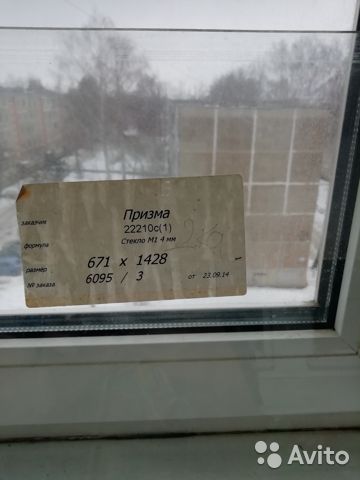 заказчик Призма
22210с(1)
формула Стекло М1 4 мм
размер 671 x 1428
№ заказа 6095 / 3 от 23.09.14
Avito